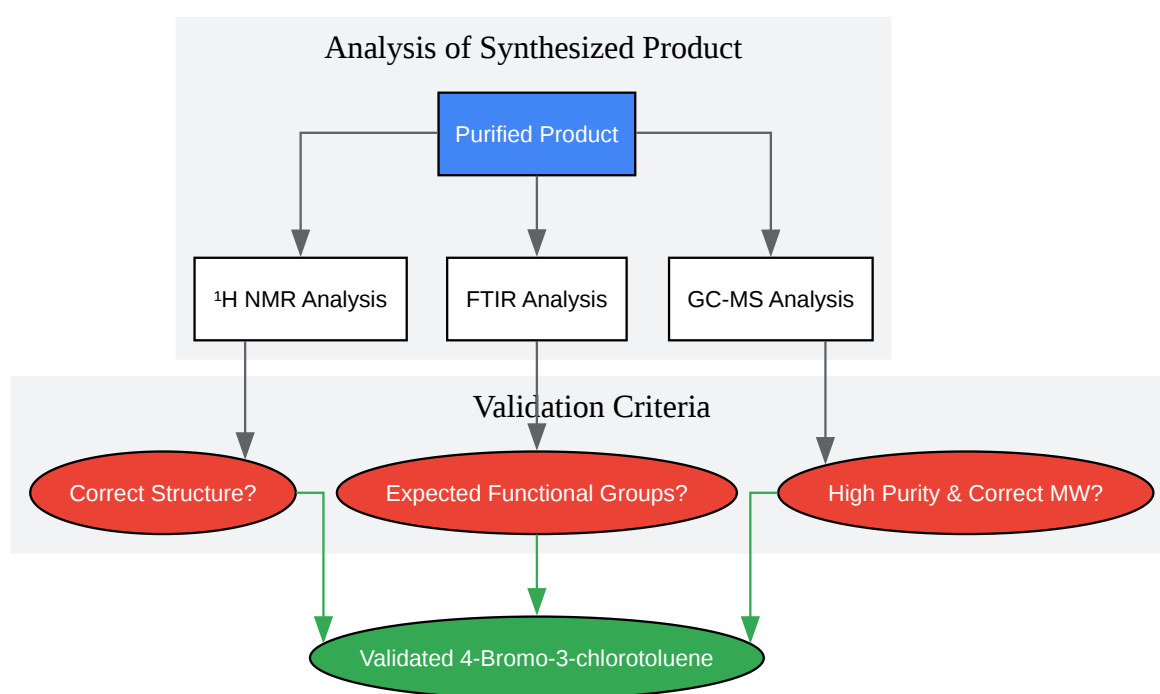 Analysis of Synthesized Product
Purified Product
¹H NMR Analysis
FTIR Analysis
GC-MS Analysis
Validation Criteria
Correct Structure?
Expected Functional Groups?
High Purity & Correct MW?
Validated 4-Bromo-3-chlorotoluene